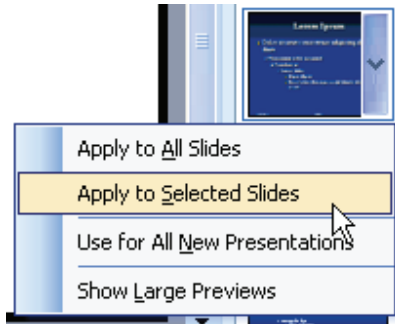 Lorem Ipsum
Apply to All Slides
Apply to Selected Slides
Use for All New Presentations
Show Large Previews